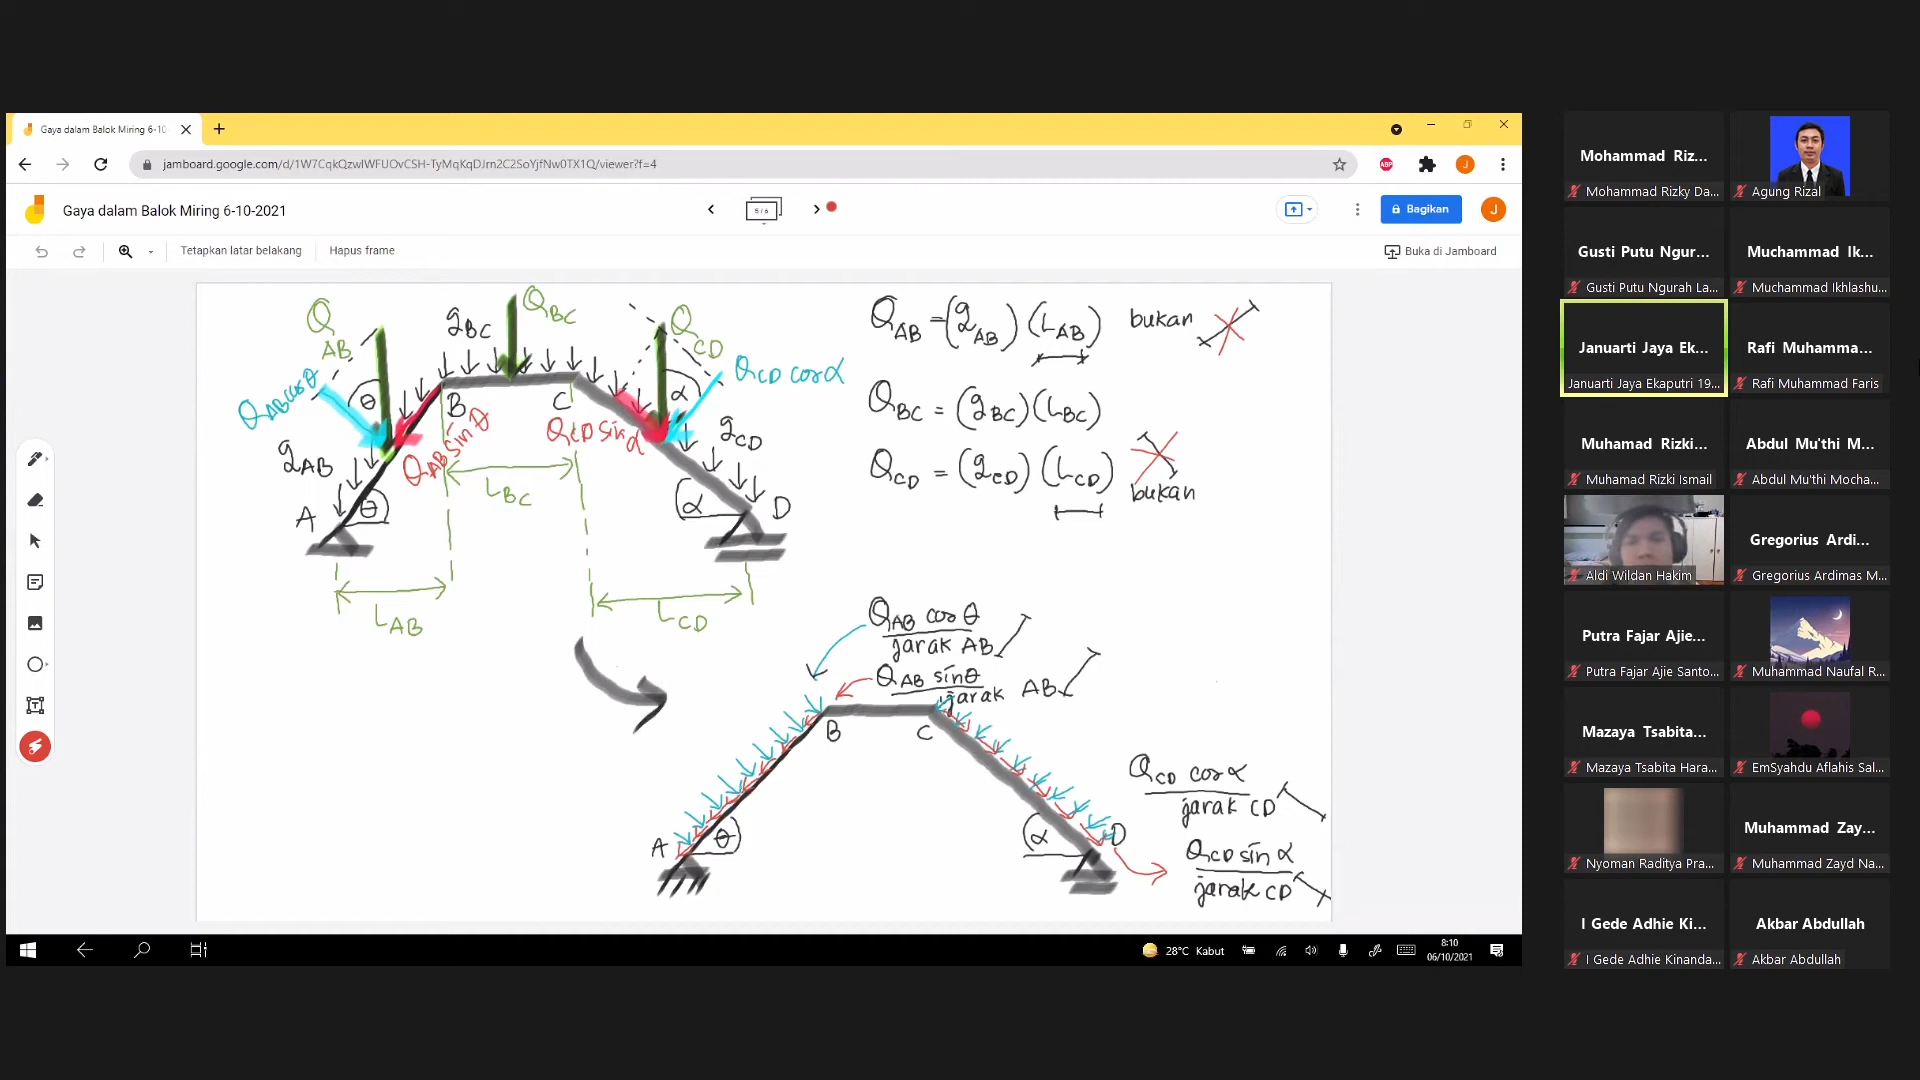 Gaya dalam Balok Miring 6-10
jamboard.google.com/d/1W7CqkQzwIWFUOvCSH-TyMqKqDJrn2C2SoYjfNw0TX1Q/viewer?f=4
ABP
J
Gaya dalam Balok Miring 6-10-2021
5 / 6
Bagikan
J
Tetapkan latar belakang
Hapus frame
Buka di Jamboard
Q AB
q BC
Q BC
Q CD
Q AB cos θ
θ
B
C
α
Q CD cos α
Q AB sin θ
Q CD sin α
q AB
q CD
L BC
A
θ
α
D
L AB
L CD
Q AB = (q AB) (L AB) bukan
Q BC = (q BC) (L BC)
Q CD = (q CD) (L CD)
bukan
Q AB cos θ
jarak AB
Q AB sin θ
jarak AB
B
C
A
θ
α
D
Q CD cos α
jarak CD
Q CD sin α
jarak CD
28°C Kabut
8:10
06/10/2021
Mohammad Riz...
Mohammad Rizky Da...
Agung Rizal
Gusti Putu Ngur...
Gusti Putu Ngurah La...
Muchammad Ik...
Muchammad Ikhlashu...
Januarti Jaya Ek...
Januarti Jaya Ekaputri 19...
Rafi Muhamma...
Rafi Muhammad Faris
Muhamad Rizki...
Muhamad Rizki Ismail
Abdul Mu'thi M...
Abdul Mu'thi Mocha...
Aldi Wildan Hakim
Gregorius Ardi...
Gregorius Ardimas M...
Putra Fajar Ajie...
Putra Fajar Ajie Santo...
Muhammad Naufal R...
Mazaya Tsabita...
Mazaya Tsabita Hara...
EmSyahdu Aflahis Sal...
Nyoman Raditya Pra...
Muhammad Zay...
Muhammad Zayd Na...
I Gede Adhie Ki...
I Gede Adhie Kinanda...
Akbar Abdullah
Akbar Abdullah